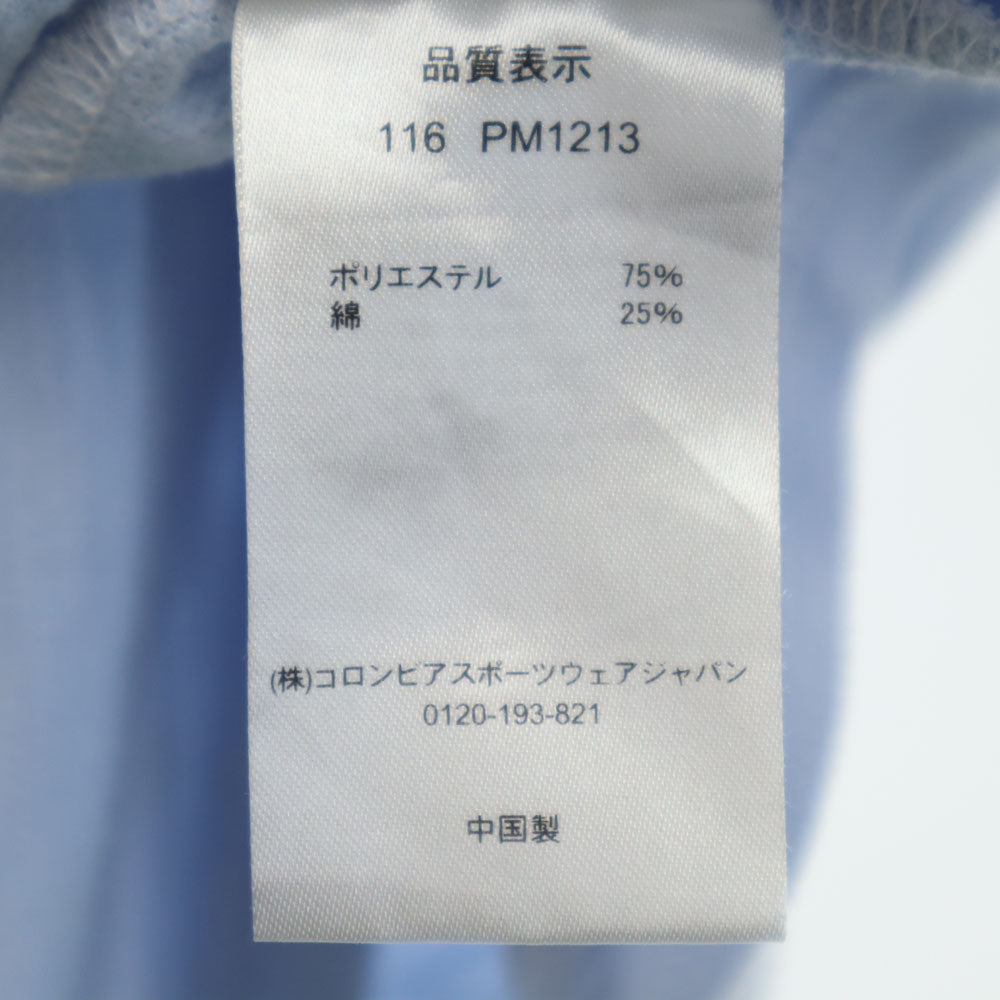 品質表示
116 PM1213
ポリエステル 75%
綿 25%
(株)コロンビアスポーツウェアジャパン
0120-193-821
中国製